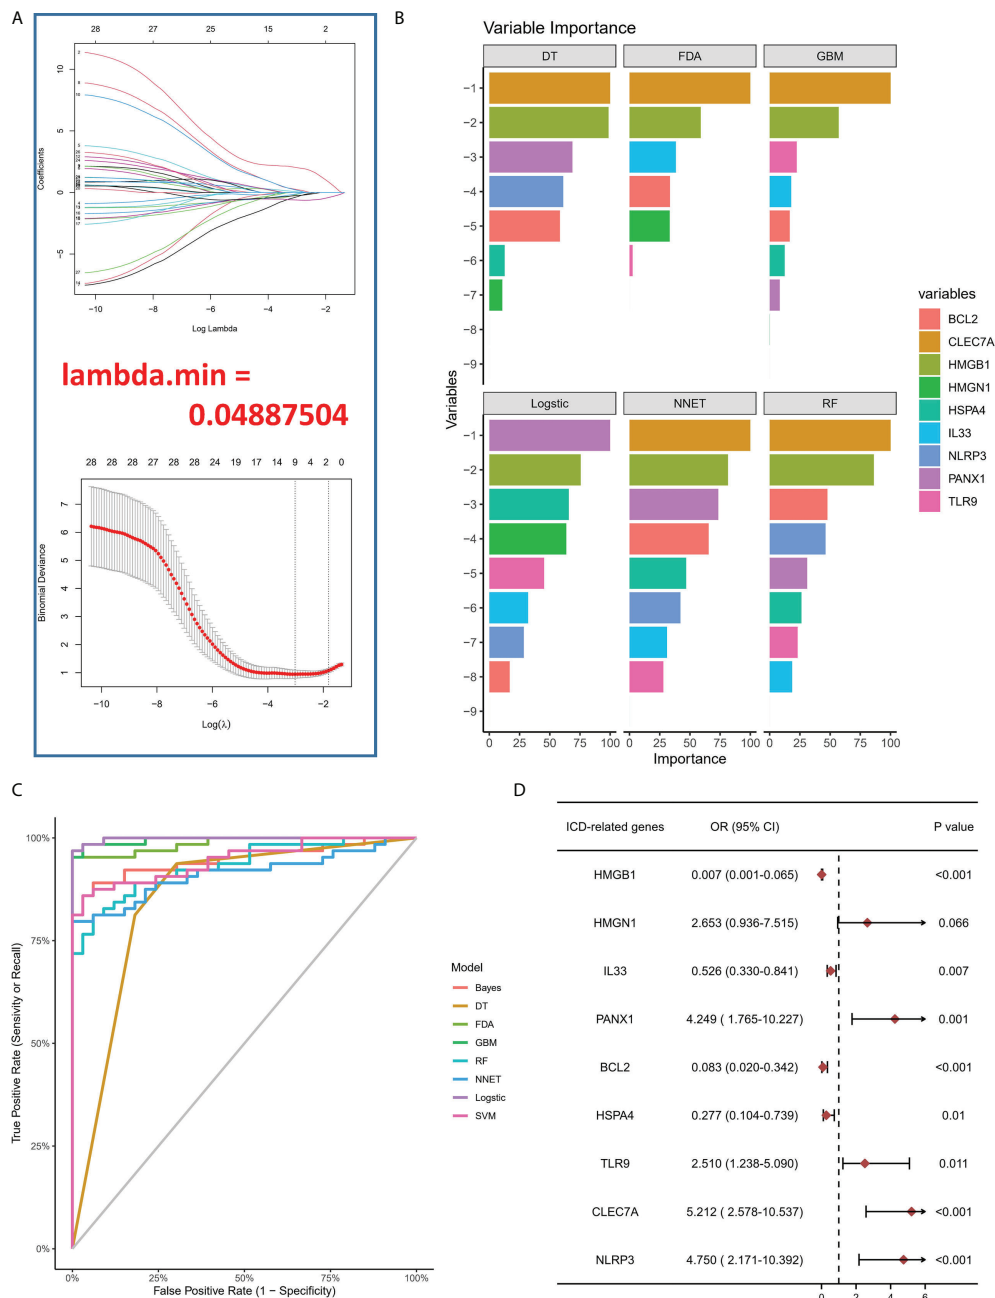 A
28 27 25 15 2
10
5
0
−5
Coefficients
−10 −8 −6 −4 −2
Log Lambda
lambda.min =
0.04887504
28 28 28 27 28 28 24 19 17 14 9 4 2 0
7
6
5
4
3
2
1
Binomial Deviance
−10 −8 −6 −4 −2
Log(λ)
B
Variable Importance
DT FDA GBM
−1
−2
−3
−4
−5
−6
−7
−8
−9
Logstic NNET RF
−1
−2
−3
−4
−5
−6
−7
−8
−9
Variables
0 25 50 75 100 0 25 50 75 100 0 25 50 75 100
Importance
variables
BCL2
CLEC7A
HMGB1
HMGN1
HSPA4
IL33
NLRP3
PANX1
TLR9
C
100%
75%
50%
25%
0%
True Positive Rate (Sensivity or Recall)
0% 25% 50% 75% 100%
False Positive Rate (1 − Specificity)
Model
Bayes
DT
FDA
GBM
RF
NNET
Logstic
SVM
D
ICD-related genes OR (95% CI) P value
HMGB1 0.007 (0.001-0.065) <0.001
HMGN1 2.653 (0.936-7.515) 0.066
IL33 0.526 (0.330-0.841) 0.007
PANX1 4.249 ( 1.765-10.227) 0.001
BCL2 0.083 (0.020-0.342) <0.001
HSPA4 0.277 (0.104-0.739) 0.01
TLR9 2.510 (1.238-5.090) 0.011
CLEC7A 5.212 ( 2.578-10.537) <0.001
NLRP3 4.750 ( 2.171-10.392) <0.001
0 2 4 6